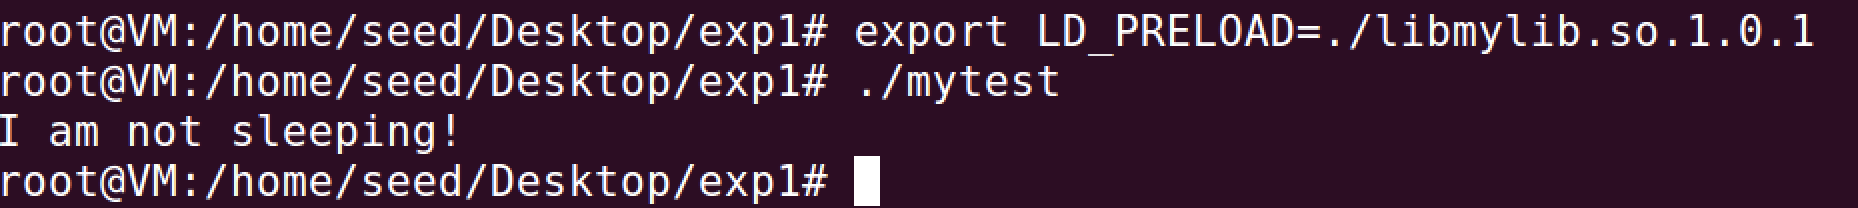 root@VM:/home/seed/Desktop/exp1# export LD_PRELOAD=./libmylib.so.1.0.1
root@VM:/home/seed/Desktop/exp1# ./mytest
I am not sleeping!
root@VM:/home/seed/Desktop/exp1#